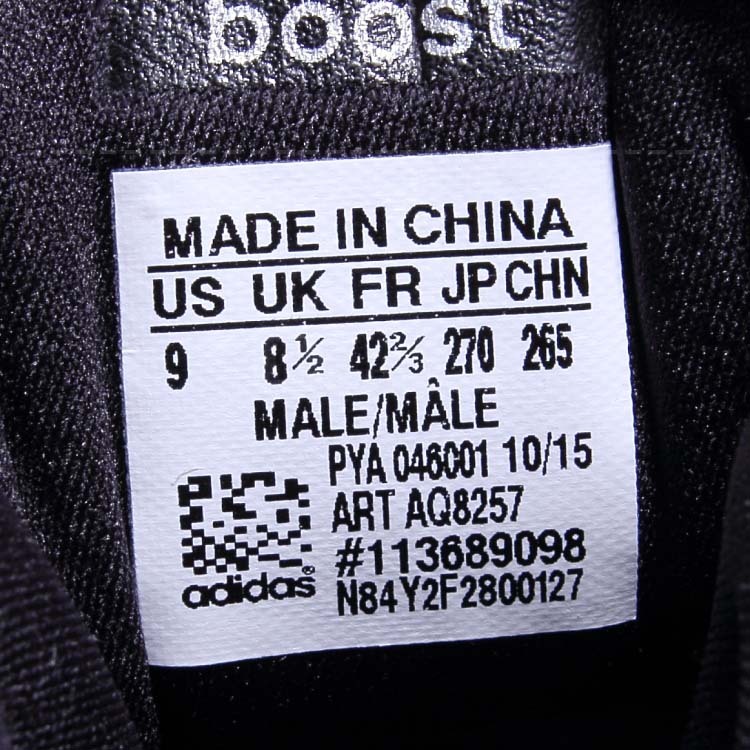 boost
MADE IN CHINA
US UK FR JP CHN
9 8½ 42⅔ 270 265
MALE/MÂLE
PYA 046001 10/15
ART AQ8257
#113689098
adidas®
N84Y2F2800127